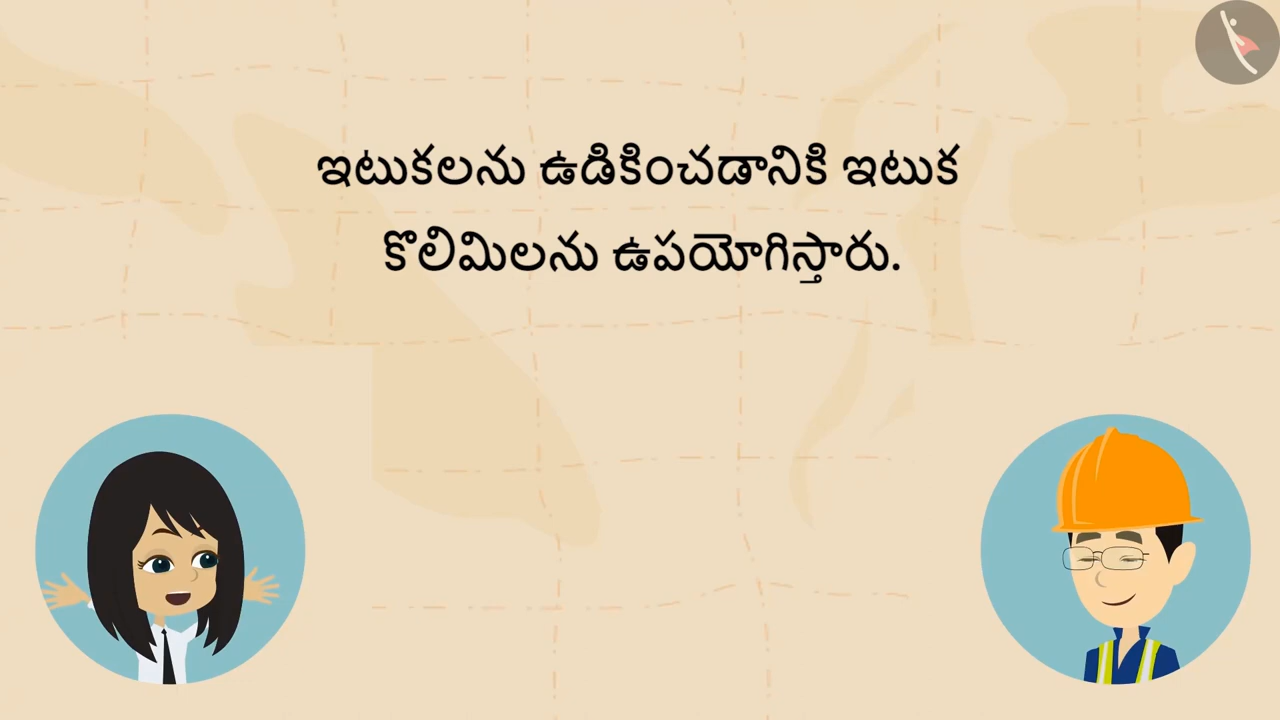 ఇటుకలను ఉడికించడానికి ఇటుక
కొలిమిలను ఉపయోగిస్తారు.